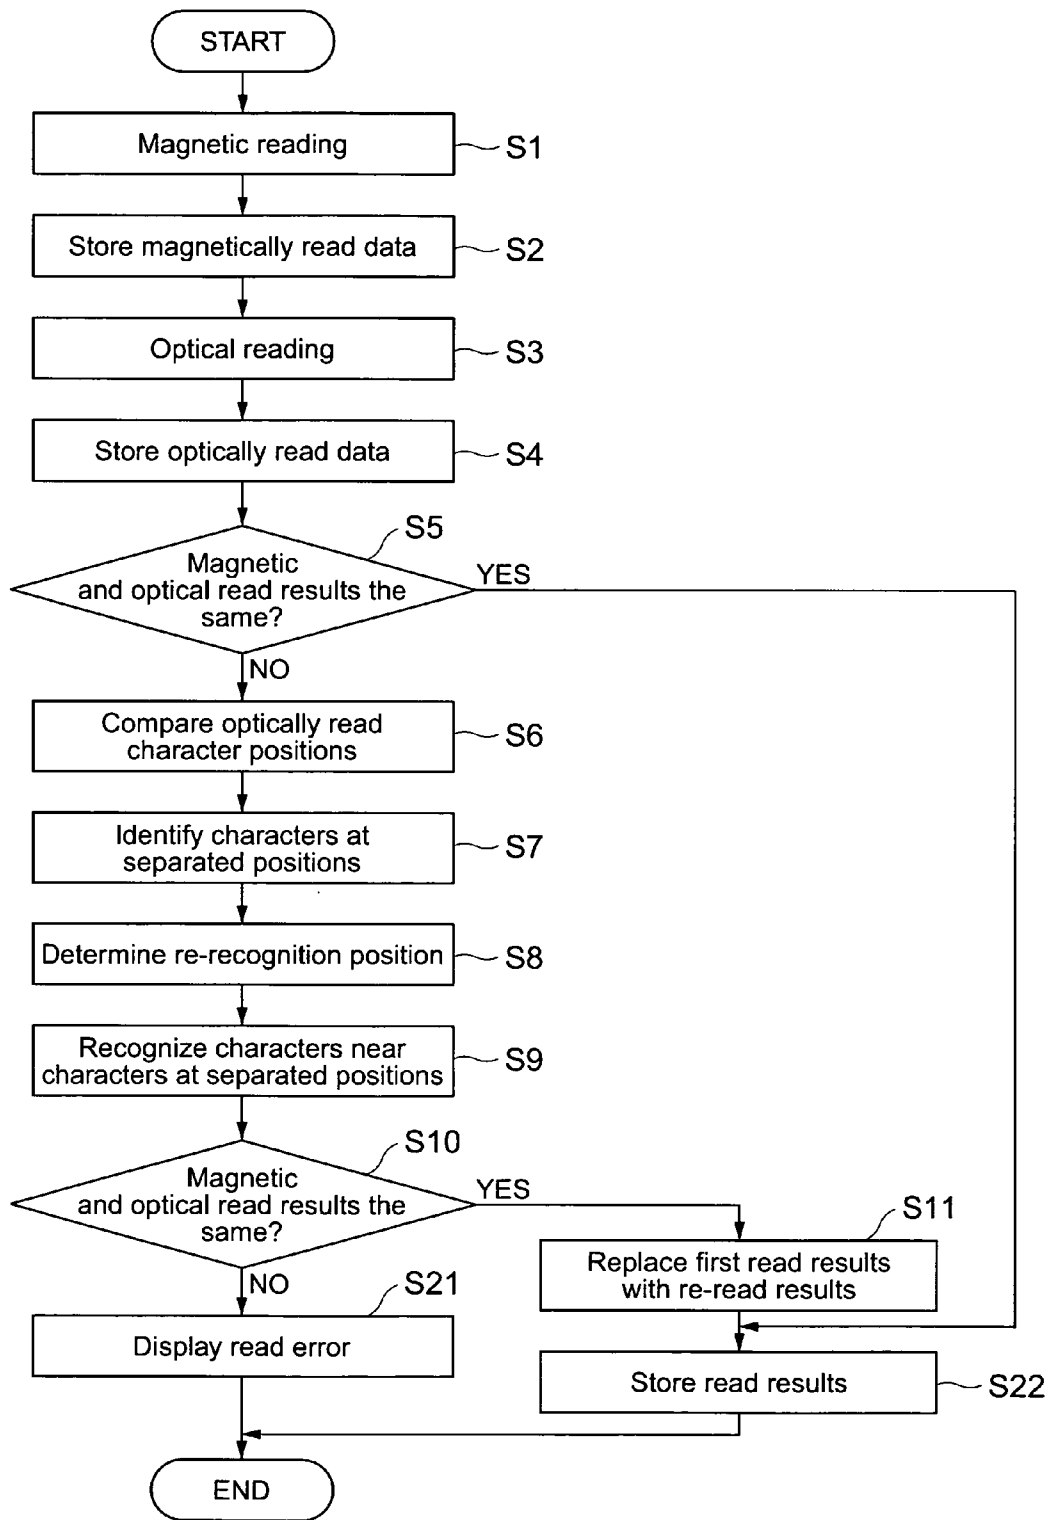 START
Magnetic reading
S1
Store magnetically read data
S2
Optical reading
S3
Store optically read data
S4
S5
Magnetic
and optical read results the
same?
YES
NO
Compare optically read
character positions
S6
Identify characters at
separated positions
S7
Determine re-recognition position
S8
Recognize characters near
characters at separated positions
S9
S10
Magnetic
and optical read results the
same?
YES
NO
S11
Replace first read results
with re-read results
S21
Display read error
Store read results
S22
END